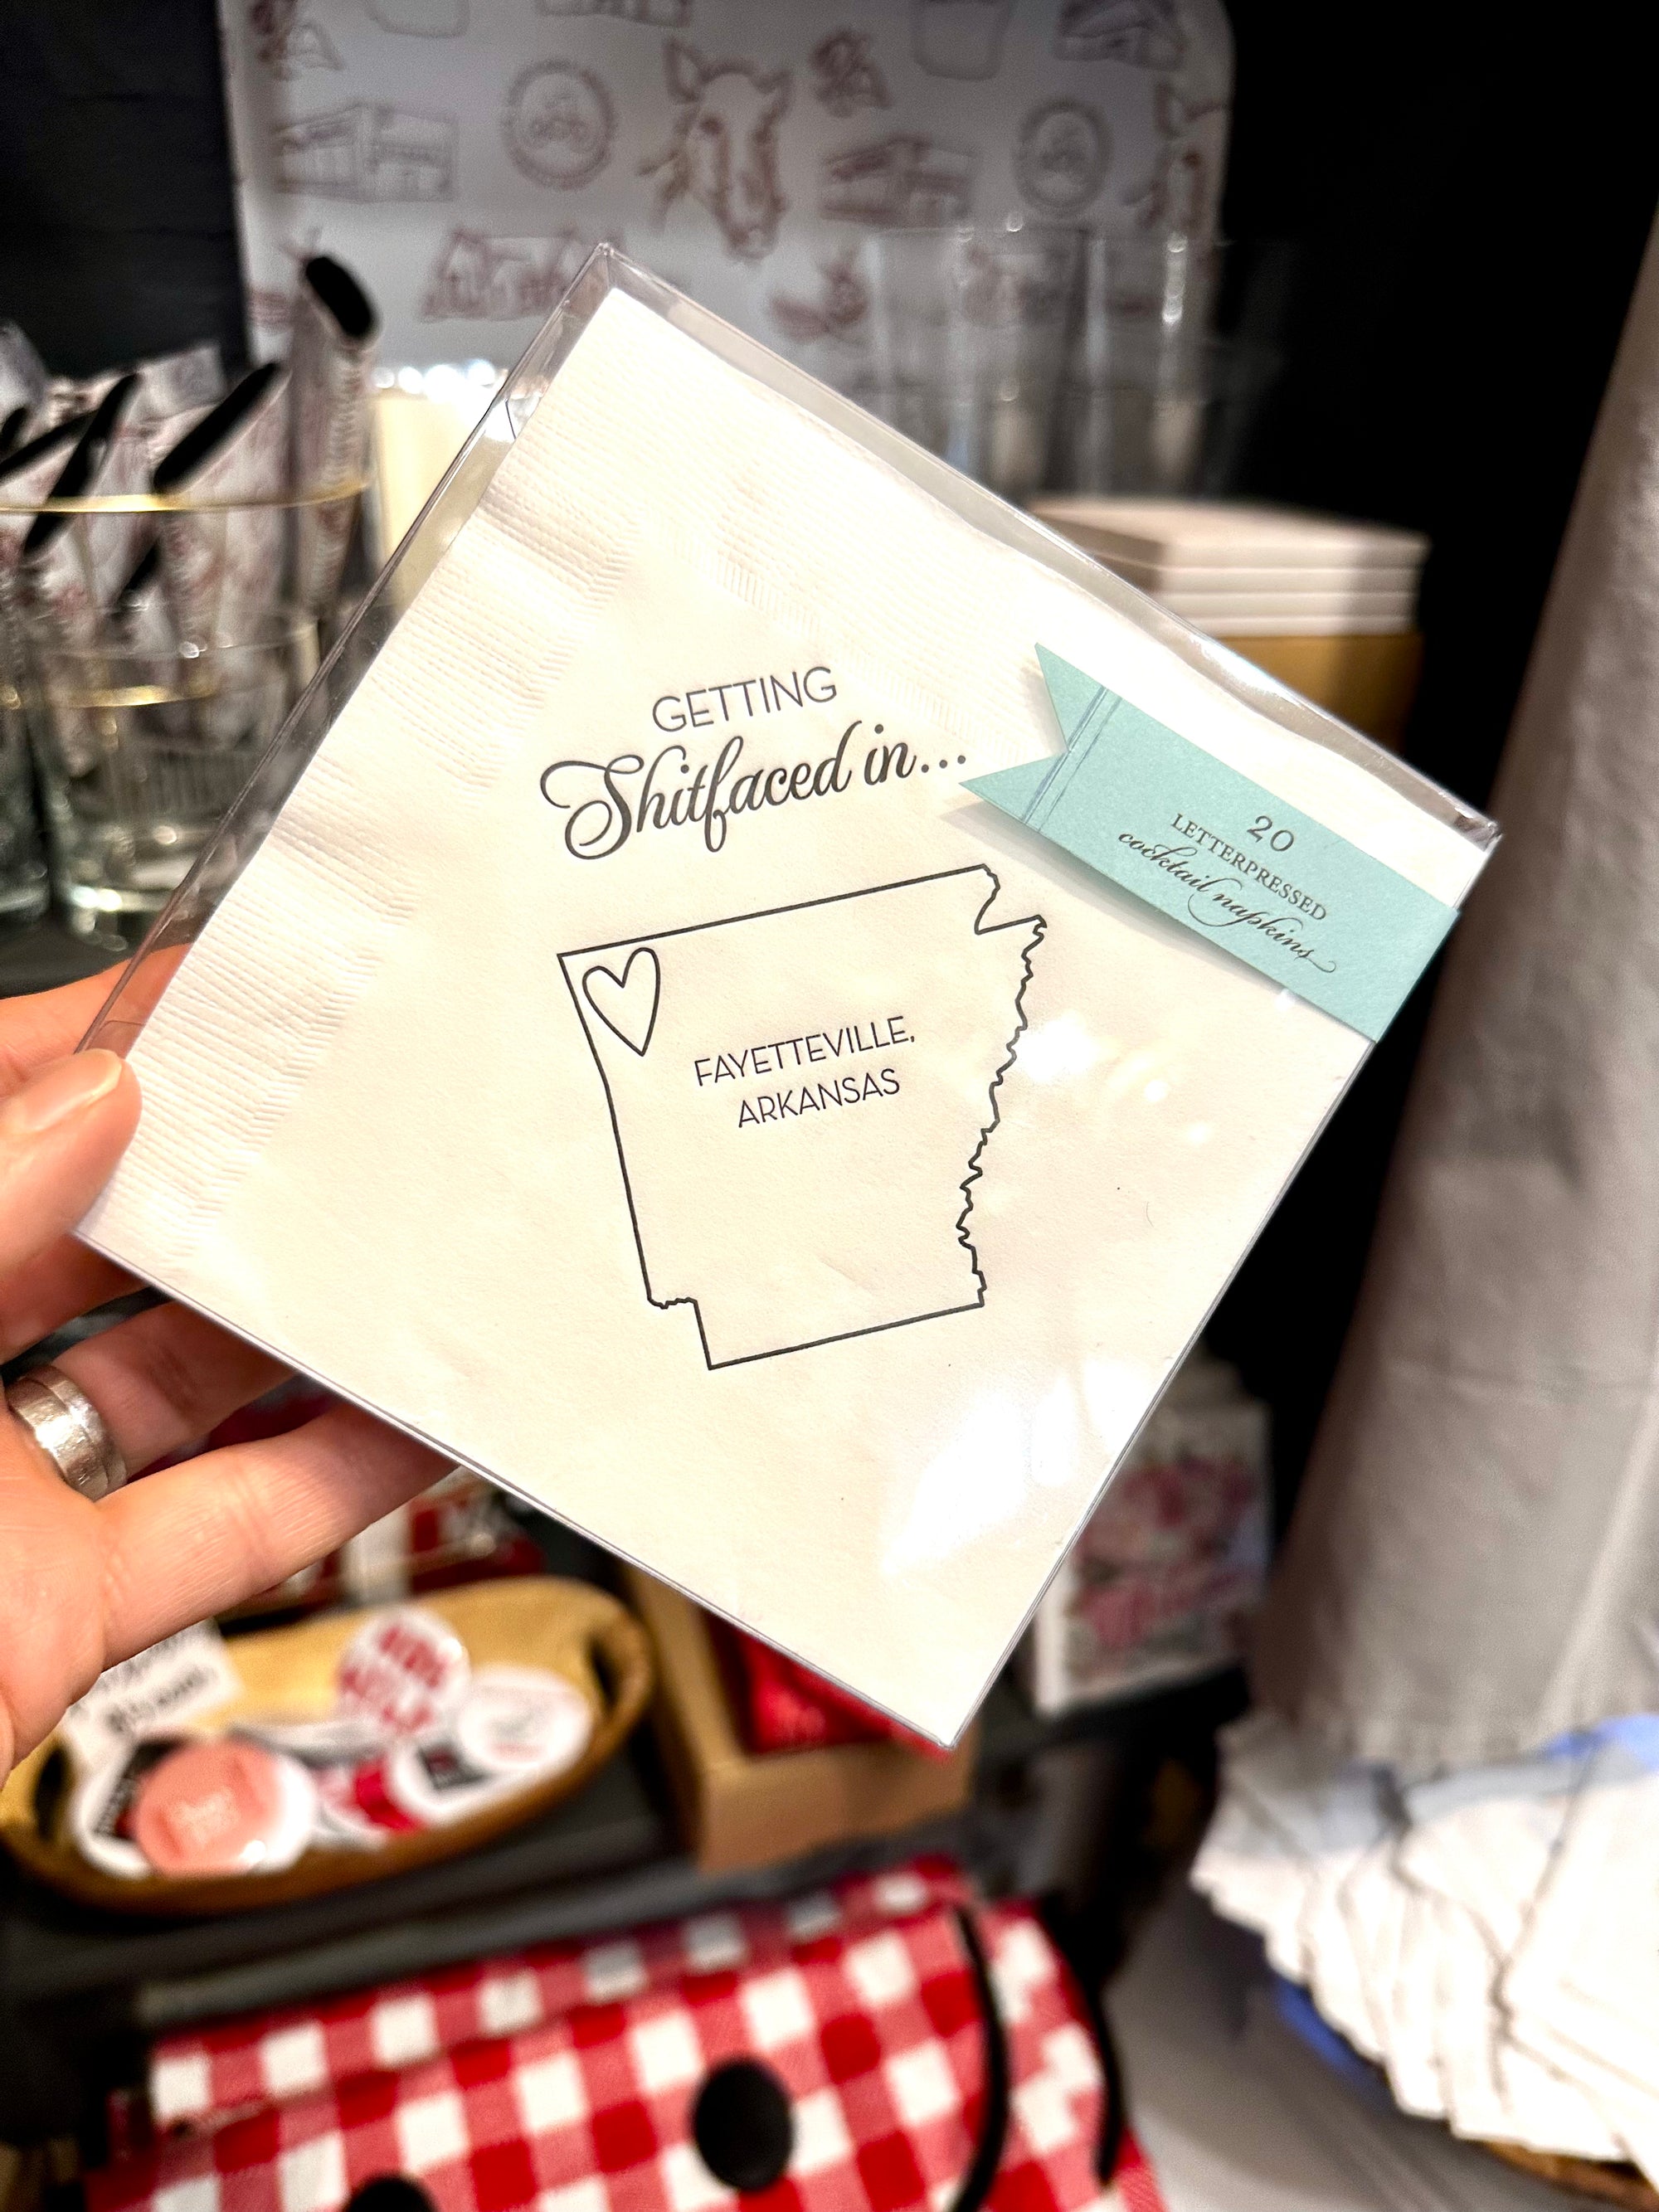 GETTING
Shitfaced in...
FAYETTEVILLE,
ARKANSAS
20
LETTERPRESSED
cocktail napkins